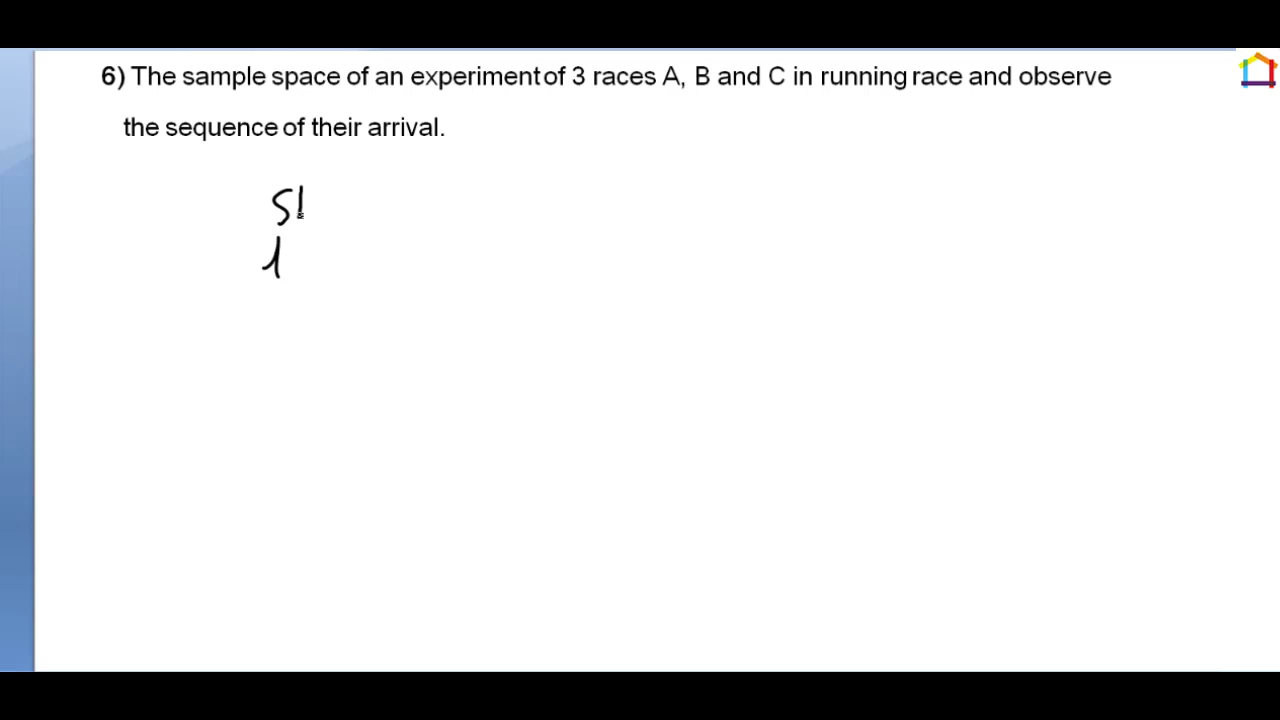 6) The sample space of an experiment of 3 races A, B and C in running race and observe
the sequence of their arrival.